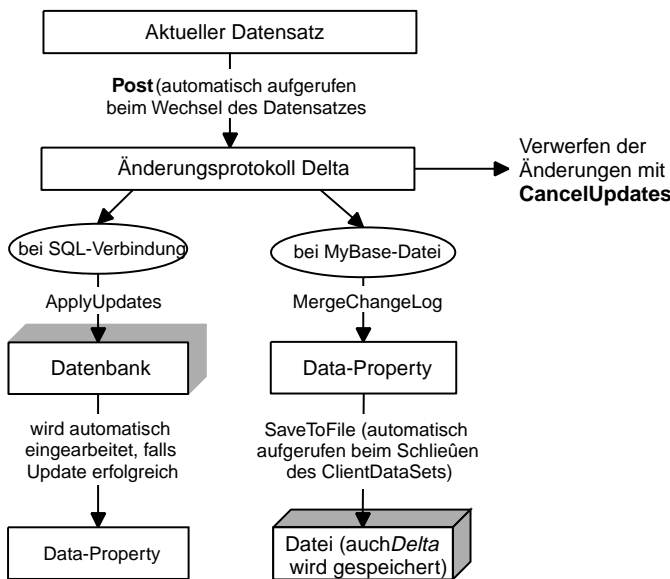 Aktueller Datensatz
Post (automatisch aufgerufen
beim Wechsel des Datensatzes
Änderungsprotokoll Delta
Verwerfen der
Änderungen mit
CancelUpdates
bei SQL-Verbindung
bei MyBase-Datei
ApplyUpdates
MergeChangeLog
Datenbank
Data-Property
wird automatisch
eingearbeitet, falls
Update erfolgreich
SaveToFile (automatisch
aufgerufen beim Schlieûen
des ClientDataSets)
Data-Property
Datei (auchDelta
wird gespeichert)